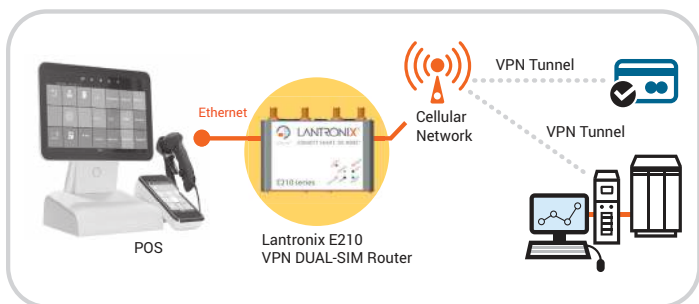 POS
Ethernet
LANTRONIX
E210 series
Lantronix E210
VPN DUAL-SIM Router
Cellular
Network
VPN Tunnel
VPN Tunnel